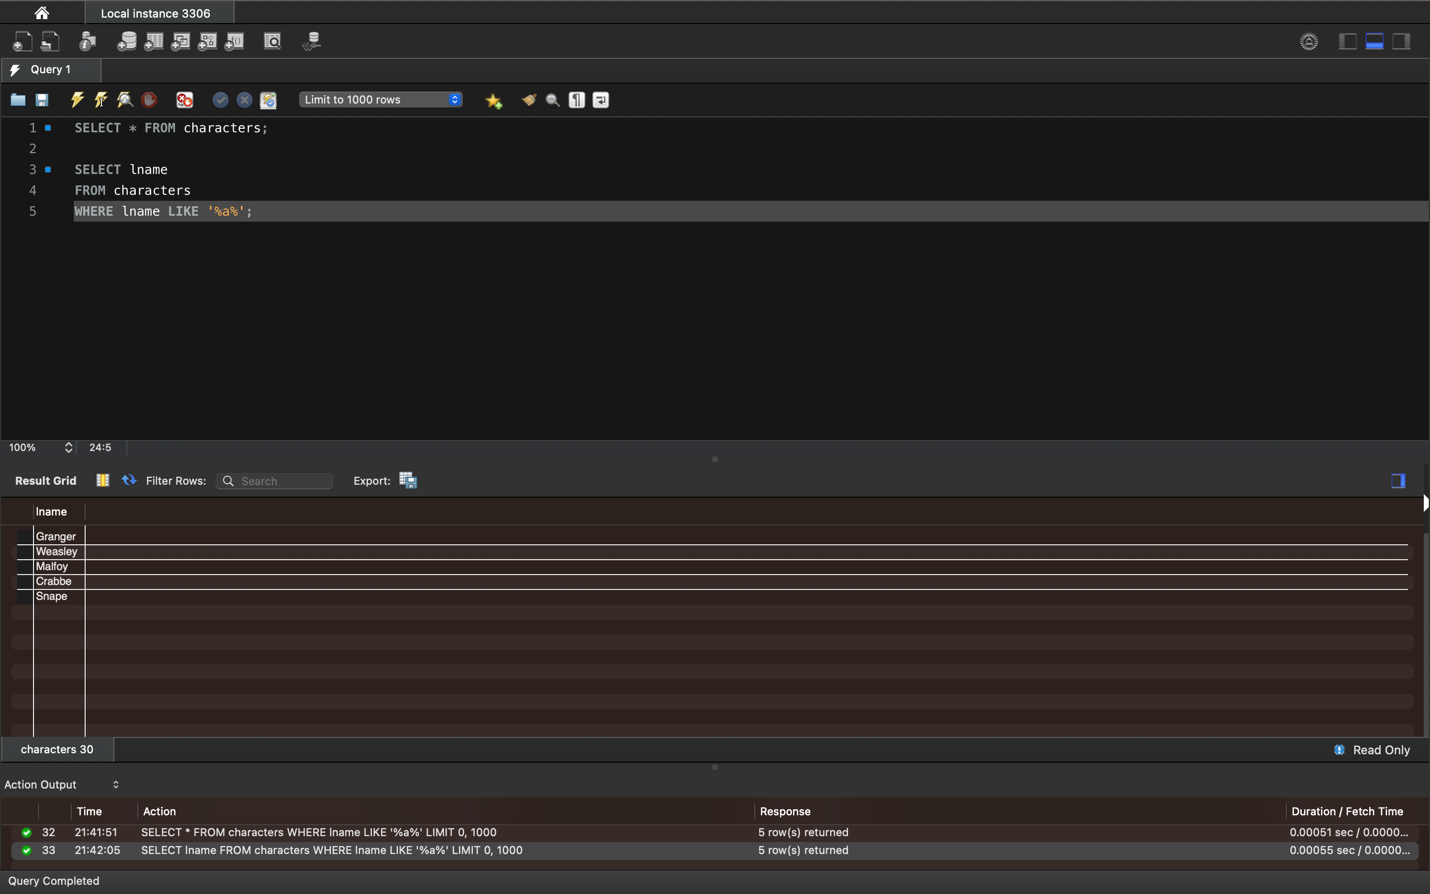 Local instance 3306
Query 1
Limit to 1000 rows
1 SELECT * FROM characters;
2
3 SELECT lname
4 FROM characters
5 WHERE lname LIKE '%a%';
100% 24:5
Result Grid Filter Rows: Search Export:
lname
Granger
Weasley
Malfoy
Crabbe
Snape
characters 30 Read Only
Action Output
Time Action Response Duration / Fetch Time
32 21:41:51 SELECT * FROM characters WHERE lname LIKE '%a%' LIMIT 0, 1000 5 row(s) returned 0.00051 sec / 0.0000...
33 21:42:05 SELECT lname FROM characters WHERE lname LIKE '%a%' LIMIT 0, 1000 5 row(s) returned 0.00055 sec / 0.0000...
Query Completed